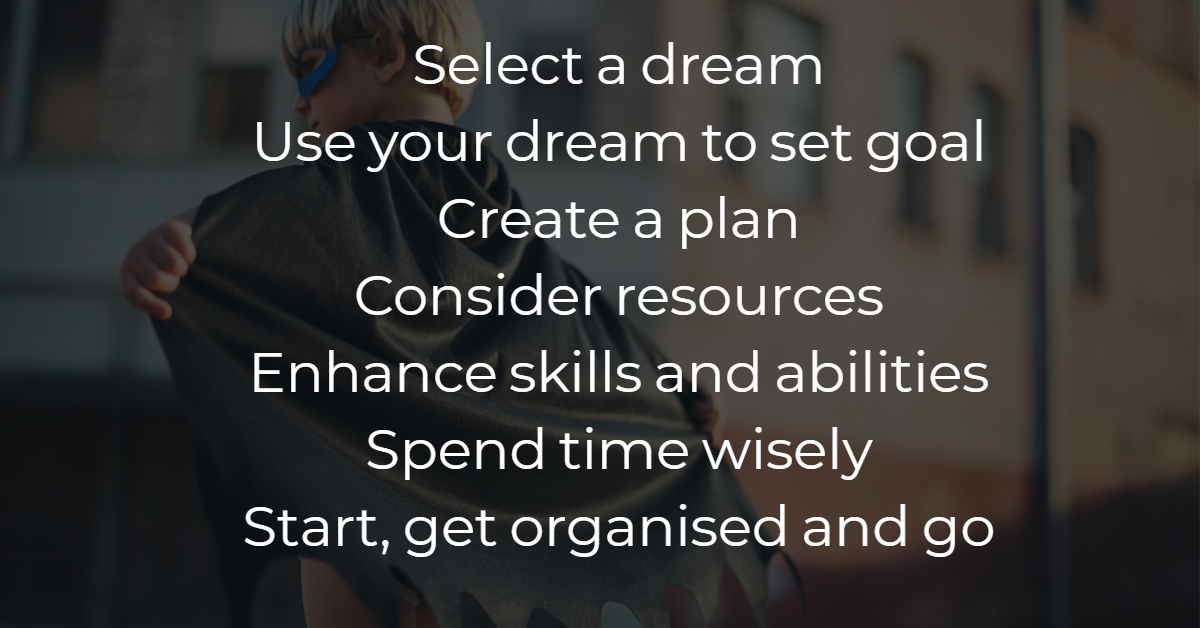 Select a dream
Use your dream to set goal
Create a plan
Consider resources
Enhance skills and abilities
Spend time wisely
Start, get organised and go